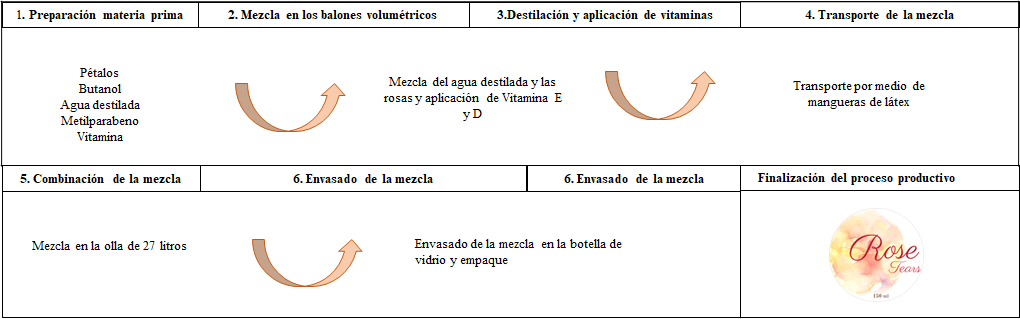 1. Preparación materia prima
2. Mezcla en los balones volumétricos
3.Destilación y aplicación de vitaminas
4. Transporte de la mezcla
Pétalos
Butanol
Agua destilada
Metilparabeno
Vitamina
Mezcla del agua destilada y las
rosas y aplicación de Vitamina E
y D
Transporte por medio de
mangueras de látex
5. Combinación de la mezcla
6. Envasado de la mezcla
6. Envasado de la mezcla
Finalización del proceso productivo
Mezcla en la olla de 27 litros
Envasado de la mezcla en la botella de
vidrio y empaque
Rose
Tears
150 ml